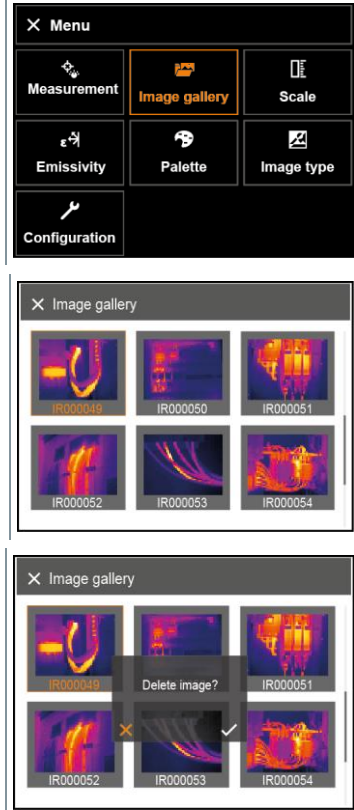 Menu
Measurement
Image gallery
Scale
ε
Emissivity
Palette
Image type
Configuration
Image gallery
IR000049
IR000050
IR000051
IR000052
IR000053
IR000054
Image gallery
IR000049
IR000051
Delete image?
IR000052
IR000053
IR000054